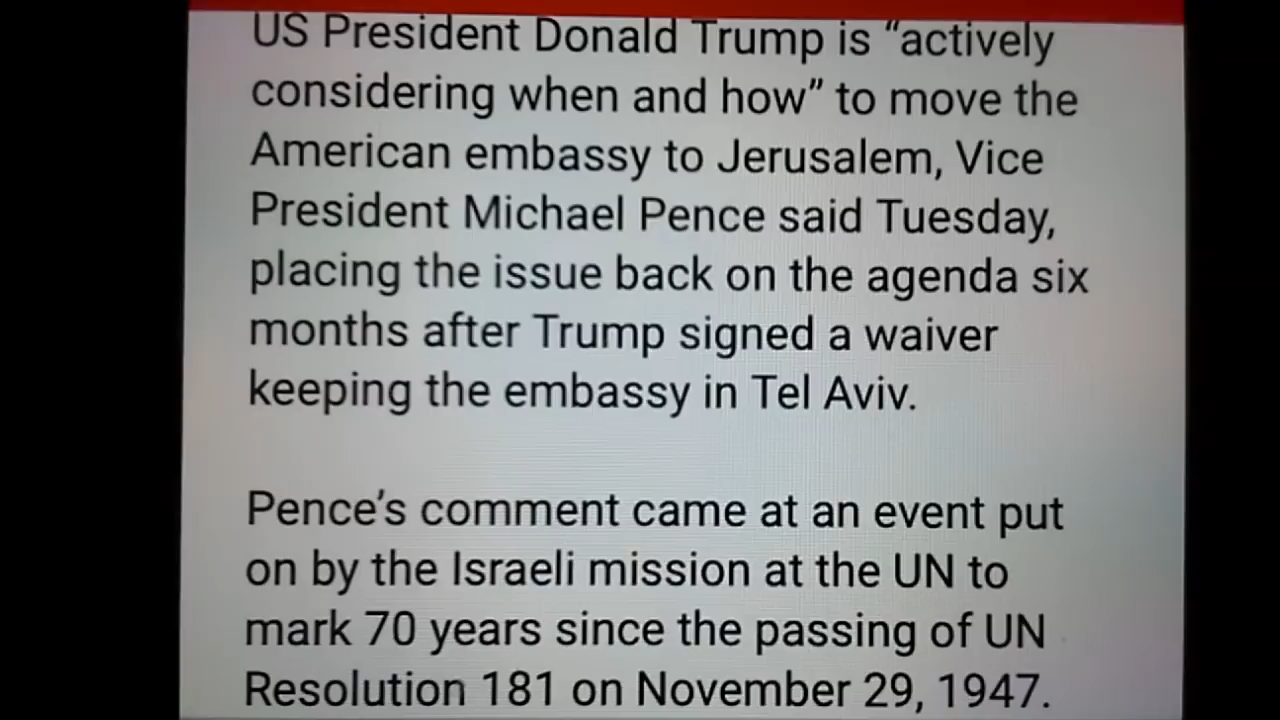 US President Donald Trump is “actively
considering when and how” to move the
American embassy to Jerusalem, Vice
President Michael Pence said Tuesday,
placing the issue back on the agenda six
months after Trump signed a waiver
keeping the embassy in Tel Aviv.
Pence’s comment came at an event put
on by the Israeli mission at the UN to
mark 70 years since the passing of UN
Resolution 181 on November 29, 1947.